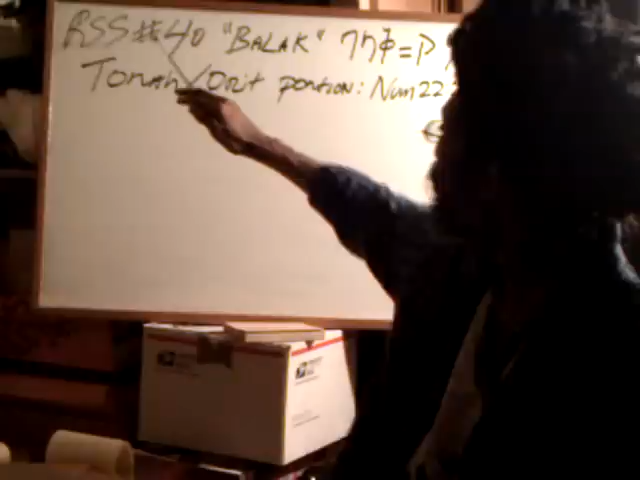 RSS #40 "BALAK" = P
TORAH/Orit portion: Num 22